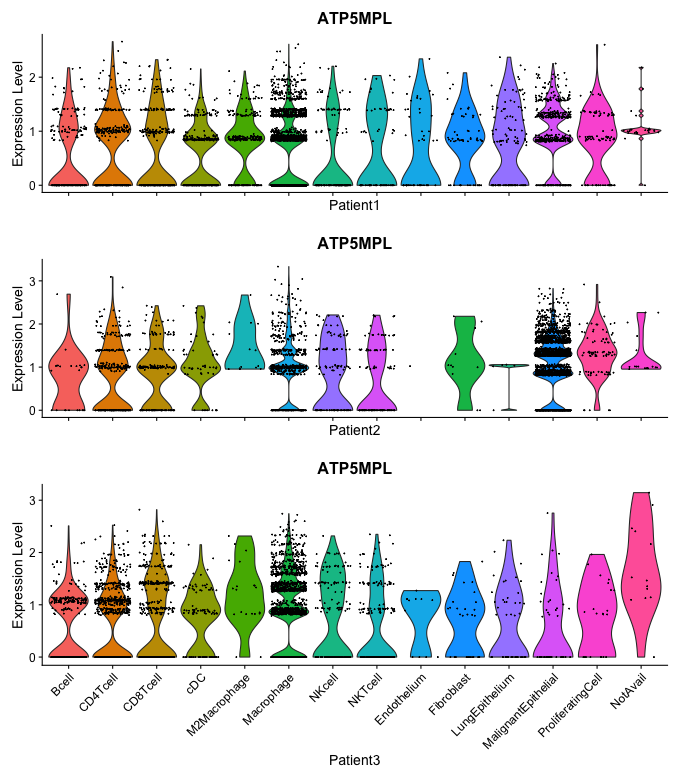 ATP5MPL
Expression Level
2
1
0
Patient1
ATP5MPL
Expression Level
3
2
1
0
Patient2
ATP5MPL
Expression Level
3
2
1
0
Bcell
CD4Tcell
CD8Tcell
cDC
M2Macrophage
Macrophage
NKcell
NKTcell
Endothelium
Fibroblast
LungEpithelium
MalignantEpithelial
ProliferatingCell
NotAvail
Patient3